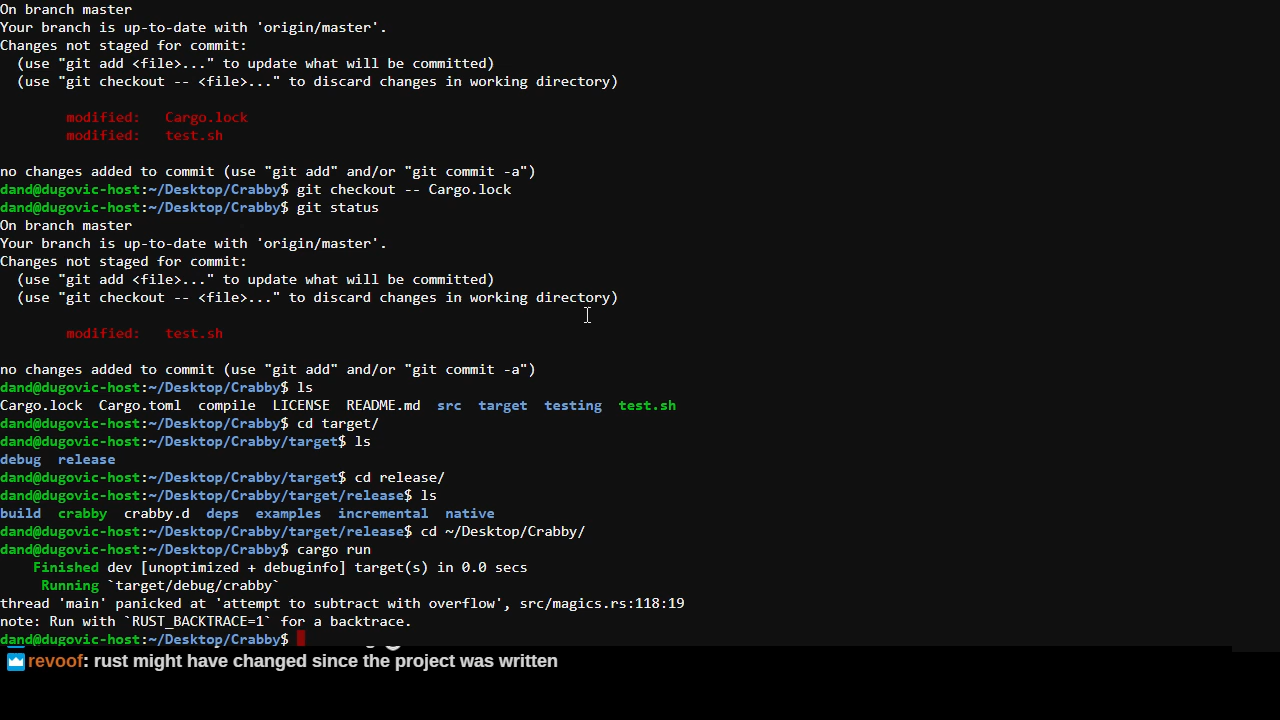 On branch master
Your branch is up-to-date with 'origin/master'.
Changes not staged for commit:
  (use "git add <file>..." to update what will be committed)
  (use "git checkout -- <file>..." to discard changes in working directory)
        modified:   Cargo.lock
        modified:   test.sh
no changes added to commit (use "git add" and/or "git commit -a")
dand@dugovic-host:~/Desktop/Crabby$ git checkout -- Cargo.lock
dand@dugovic-host:~/Desktop/Crabby$ git status
On branch master
Your branch is up-to-date with 'origin/master'.
Changes not staged for commit:
  (use "git add <file>..." to update what will be committed)
  (use "git checkout -- <file>..." to discard changes in working directory)
        modified:   test.sh
no changes added to commit (use "git add" and/or "git commit -a")
dand@dugovic-host:~/Desktop/Crabby$ ls
Cargo.lock  Cargo.toml  compile  LICENSE  README.md  src  target  testing  test.sh
dand@dugovic-host:~/Desktop/Crabby$ cd target/
dand@dugovic-host:~/Desktop/Crabby/target$ ls
debug  release
dand@dugovic-host:~/Desktop/Crabby/target$ cd release/
dand@dugovic-host:~/Desktop/Crabby/target/release$ ls
build  crabby  crabby.d  deps  examples  incremental  native
dand@dugovic-host:~/Desktop/Crabby/target/release$ cd ~/Desktop/Crabby/
dand@dugovic-host:~/Desktop/Crabby$ cargo run
    Finished dev [unoptimized + debuginfo] target(s) in 0.0 secs
     Running `target/debug/crabby`
thread 'main' panicked at 'attempt to subtract with overflow', src/magics.rs:118:19
note: Run with `RUST_BACKTRACE=1` for a backtrace.
dand@dugovic-host:~/Desktop/Crabby$
revoof: rust might have changed since the project was written